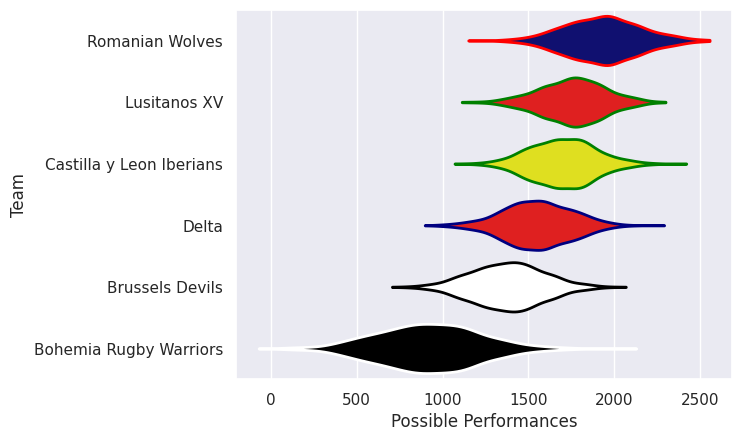 Romanian Wolves
Lusitanos XV
Castilla y Leon Iberians
Delta
Brussels Devils
Bohemia Rugby Warriors
Team
0 500 1000 1500 2000 2500
Possible Performances